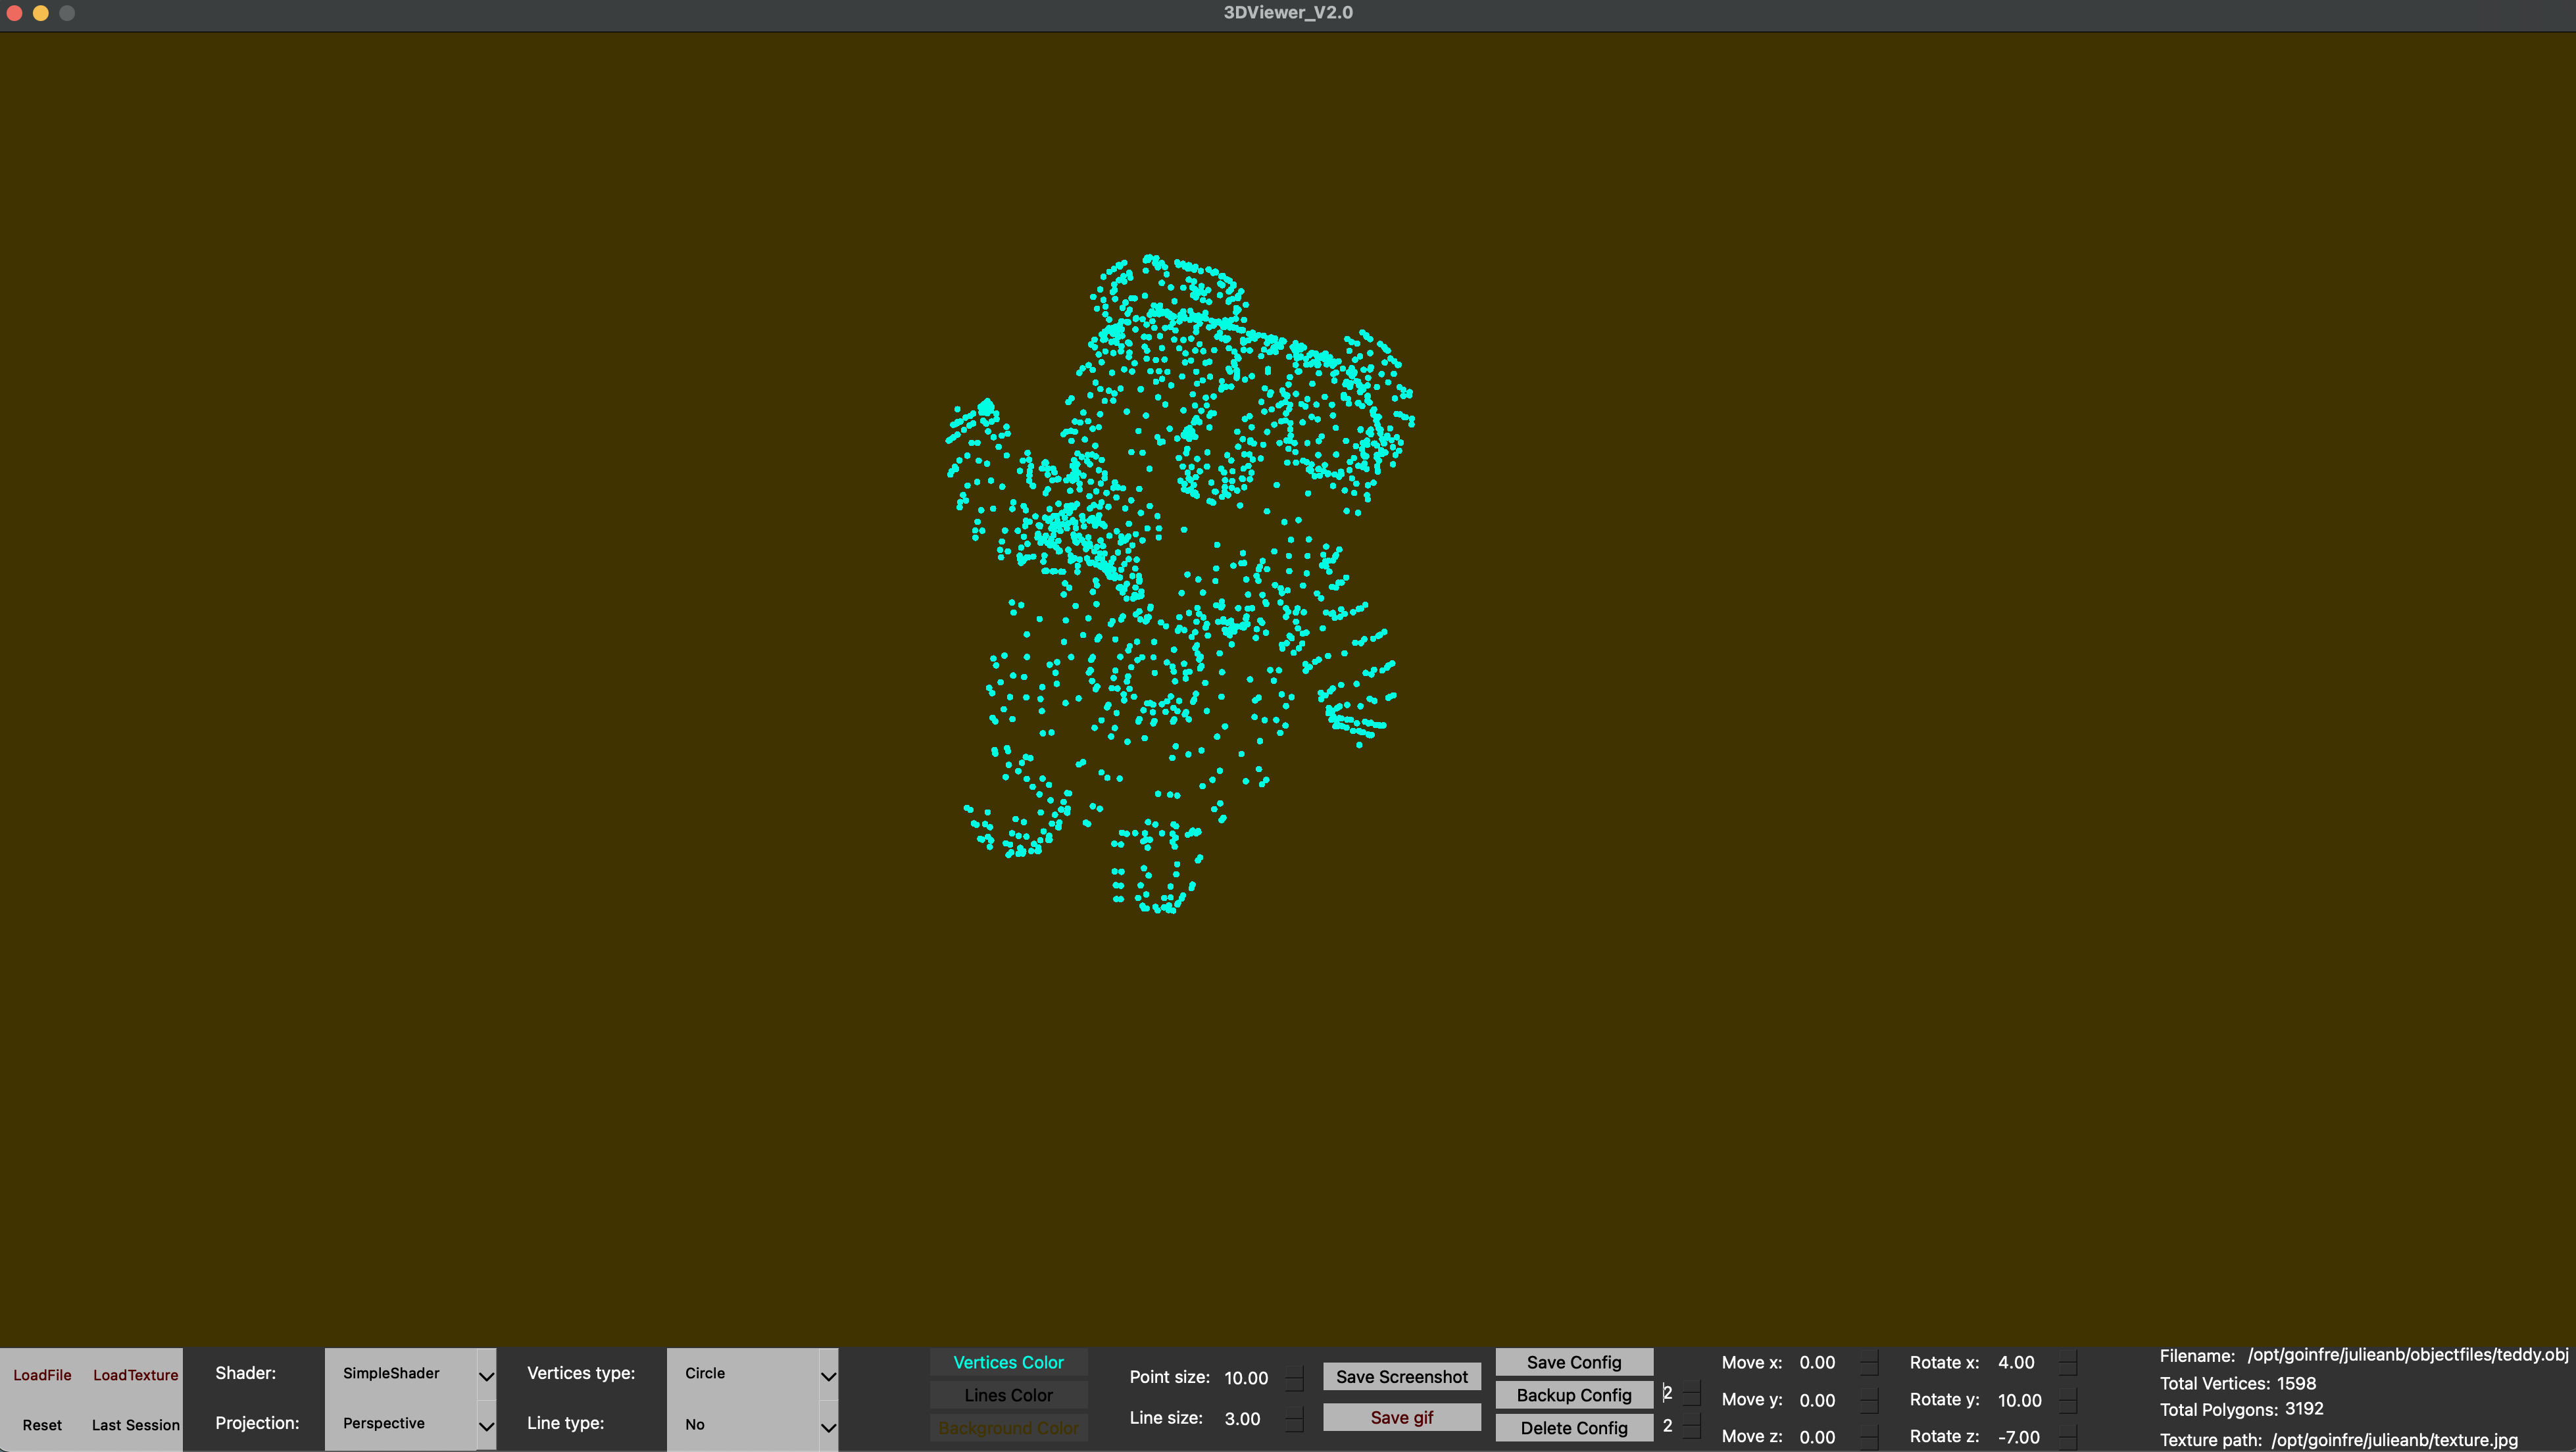 3DViewer_V2.0
LoadFile LoadTexture
Reset Last Session
Shader: SimpleShader
Projection: Perspective
Vertices type: Circle
Line type: No
Vertices Color
Lines Color
Background Color
Point size: 10.00
Line size: 3.00
Save Screenshot
Save gif
Save Config
Backup Config 2
Delete Config 2
Move x: 0.00
Move y: 0.00
Move z: 0.00
Rotate x: 4.00
Rotate y: 10.00
Rotate z: -7.00
Filename: /opt/goinfre/julieanb/objectfiles/teddy.obj
Total Vertices: 1598
Total Polygons: 3192
Texture path: /opt/goinfre/julieanb/texture.jpg